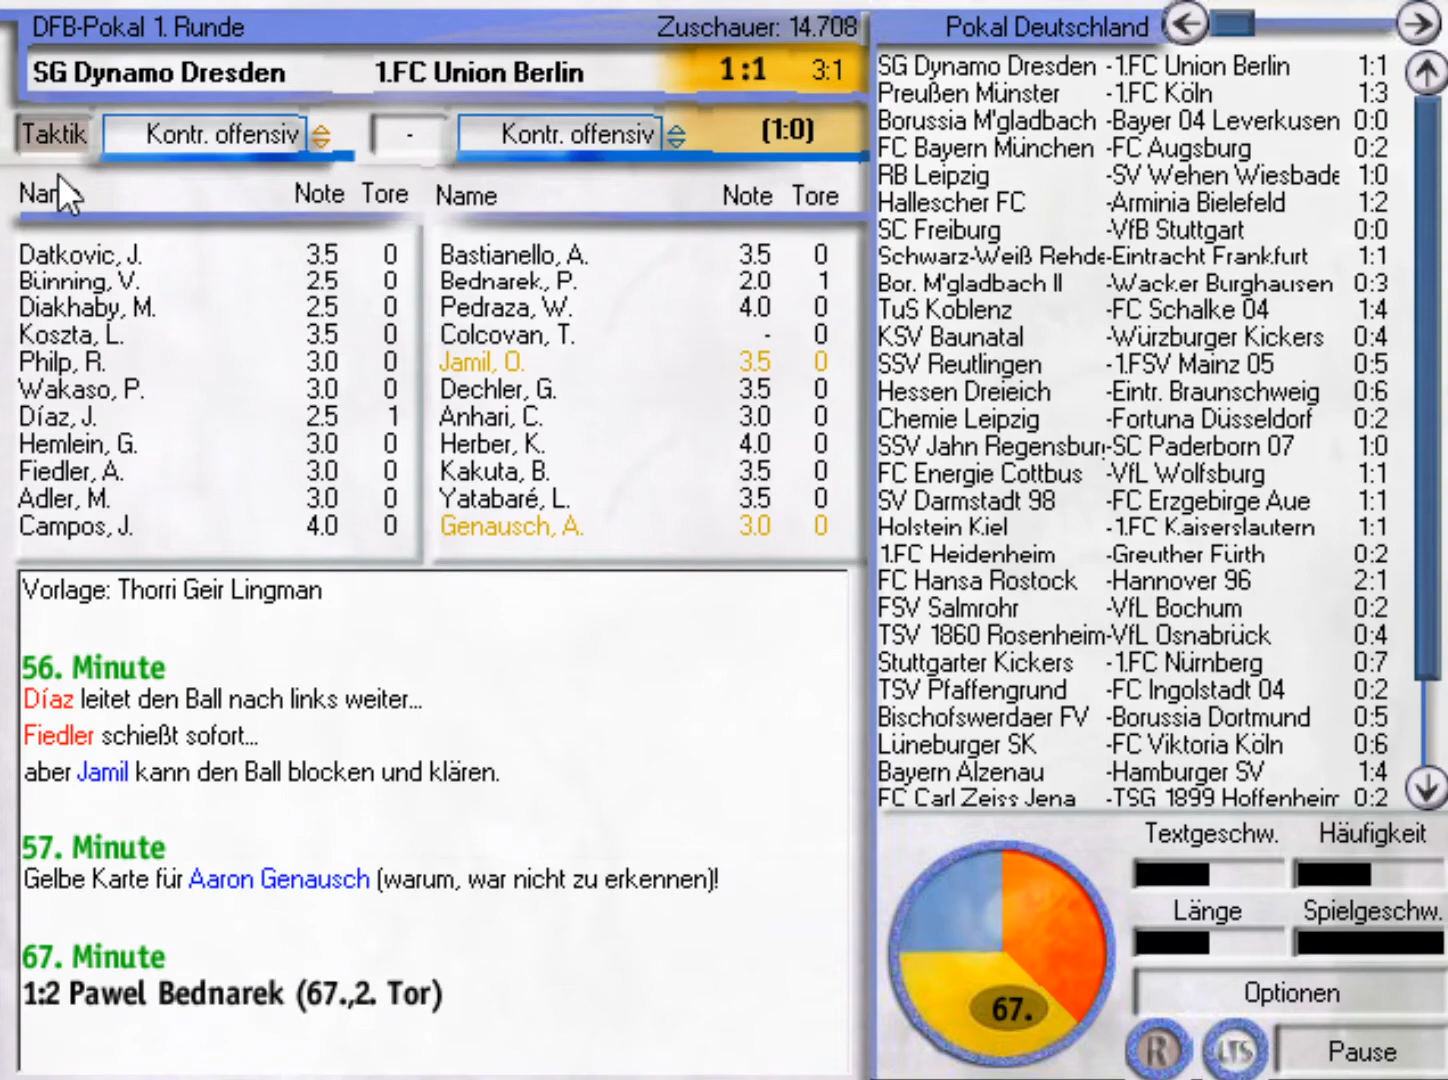 DFB-Pokal 1. Runde Zuschauer: 14.708
SG Dynamo Dresden 1.FC Union Berlin 1:1 3:1
Taktik Kontr. offensiv - Kontr. offensiv (1:0)
Name Note Tore Name Note Tore
Datkovic, J. 3.5 0 Bastianello, A. 3.5 0
Bünning, V. 2.5 0 Bednarek, P. 2.0 1
Diakhaby, M. 2.5 0 Pedraza, W. 4.0 0
Koszta, L. 3.5 0 Colcovan, T. - 0
Philp, R. 3.0 0 Jamil, O. 3.5 0
Wakaso, P. 3.0 0 Dechler, G. 3.5 0
Díaz, J. 2.5 1 Anhari, C. 3.0 0
Hemlein, G. 3.0 0 Herber, K. 4.0 0
Fiedler, A. 3.0 0 Kakuta, B. 3.5 0
Adler, M. 3.0 0 Yatabaré, L. 3.5 0
Campos, J. 4.0 0 Genausch, A. 3.0 0
Vorlage: Thorri Geir Lingman
56. Minute
Díaz leitet den Ball nach links weiter...
Fiedler schießt sofort...
aber Jamil kann den Ball blocken und klären.
57. Minute
Gelbe Karte für Aaron Genausch (warum, war nicht zu erkennen)!
67. Minute
1:2 Pawel Bednarek (67.,2. Tor)
Pokal Deutschland
SG Dynamo Dresden -1.FC Union Berlin 1:1
Preußen Münster -1.FC Köln 1:3
Borussia M'gladbach -Bayer 04 Leverkusen 0:0
FC Bayern München -FC Augsburg 0:2
RB Leipzig -SV Wehen Wiesbade 1:0
Hallescher FC -Arminia Bielefeld 1:2
SC Freiburg -VfB Stuttgart 0:0
Schwarz-Weiß Rehde-Eintracht Frankfurt 1:1
Bor. M'gladbach II -Wacker Burghausen 0:3
TuS Koblenz -FC Schalke 04 1:4
KSV Baunatal -Würzburger Kickers 0:4
SSV Reutlingen -1.FSV Mainz 05 0:5
Hessen Dreieich -Eintr. Braunschweig 0:6
Chemie Leipzig -Fortuna Düsseldorf 0:2
SSV Jahn Regensbur-SC Paderborn 07 1:0
FC Energie Cottbus -VfL Wolfsburg 1:1
SV Darmstadt 98 -FC Erzgebirge Aue 1:1
Holstein Kiel -1.FC Kaiserslautern 1:1
1.FC Heidenheim -Greuther Fürth 0:2
FC Hansa Rostock -Hannover 96 2:1
FSV Salmrohr -VfL Bochum 0:2
TSV 1860 Rosenheim-VfL Osnabrück 0:4
Stuttgarter Kickers -1.FC Nürnberg 0:7
TSV Pfaffengrund -FC Ingolstadt 04 0:2
Bischofswerdaer FV -Borussia Dortmund 0:5
Lüneburger SK -FC Viktoria Köln 0:6
Bayern Alzenau -Hamburger SV 1:4
FC Carl Zeiss Jena -TSG 1899 Hoffenheim 0:2
67.
Textgeschw. Häufigkeit
Länge Spielgeschw.
Optionen
R LTS Pause